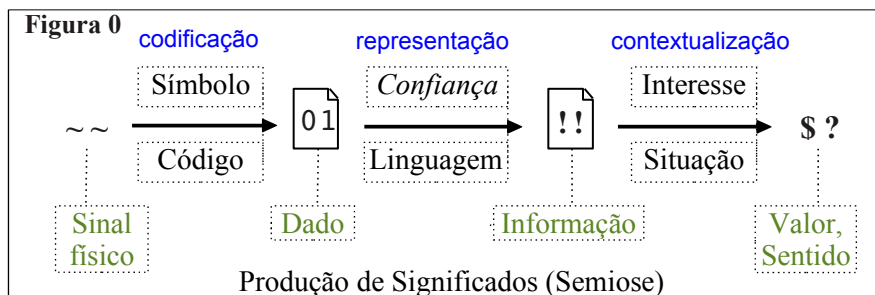 Figura 0
codificação representação contextualização
Símbolo Confiança Interesse
~ ~ 01 !! $ ?
Código Linguagem Situação
Sinal Dado Informação Valor,
físico Sentido
Produção de Significados (Semiose)